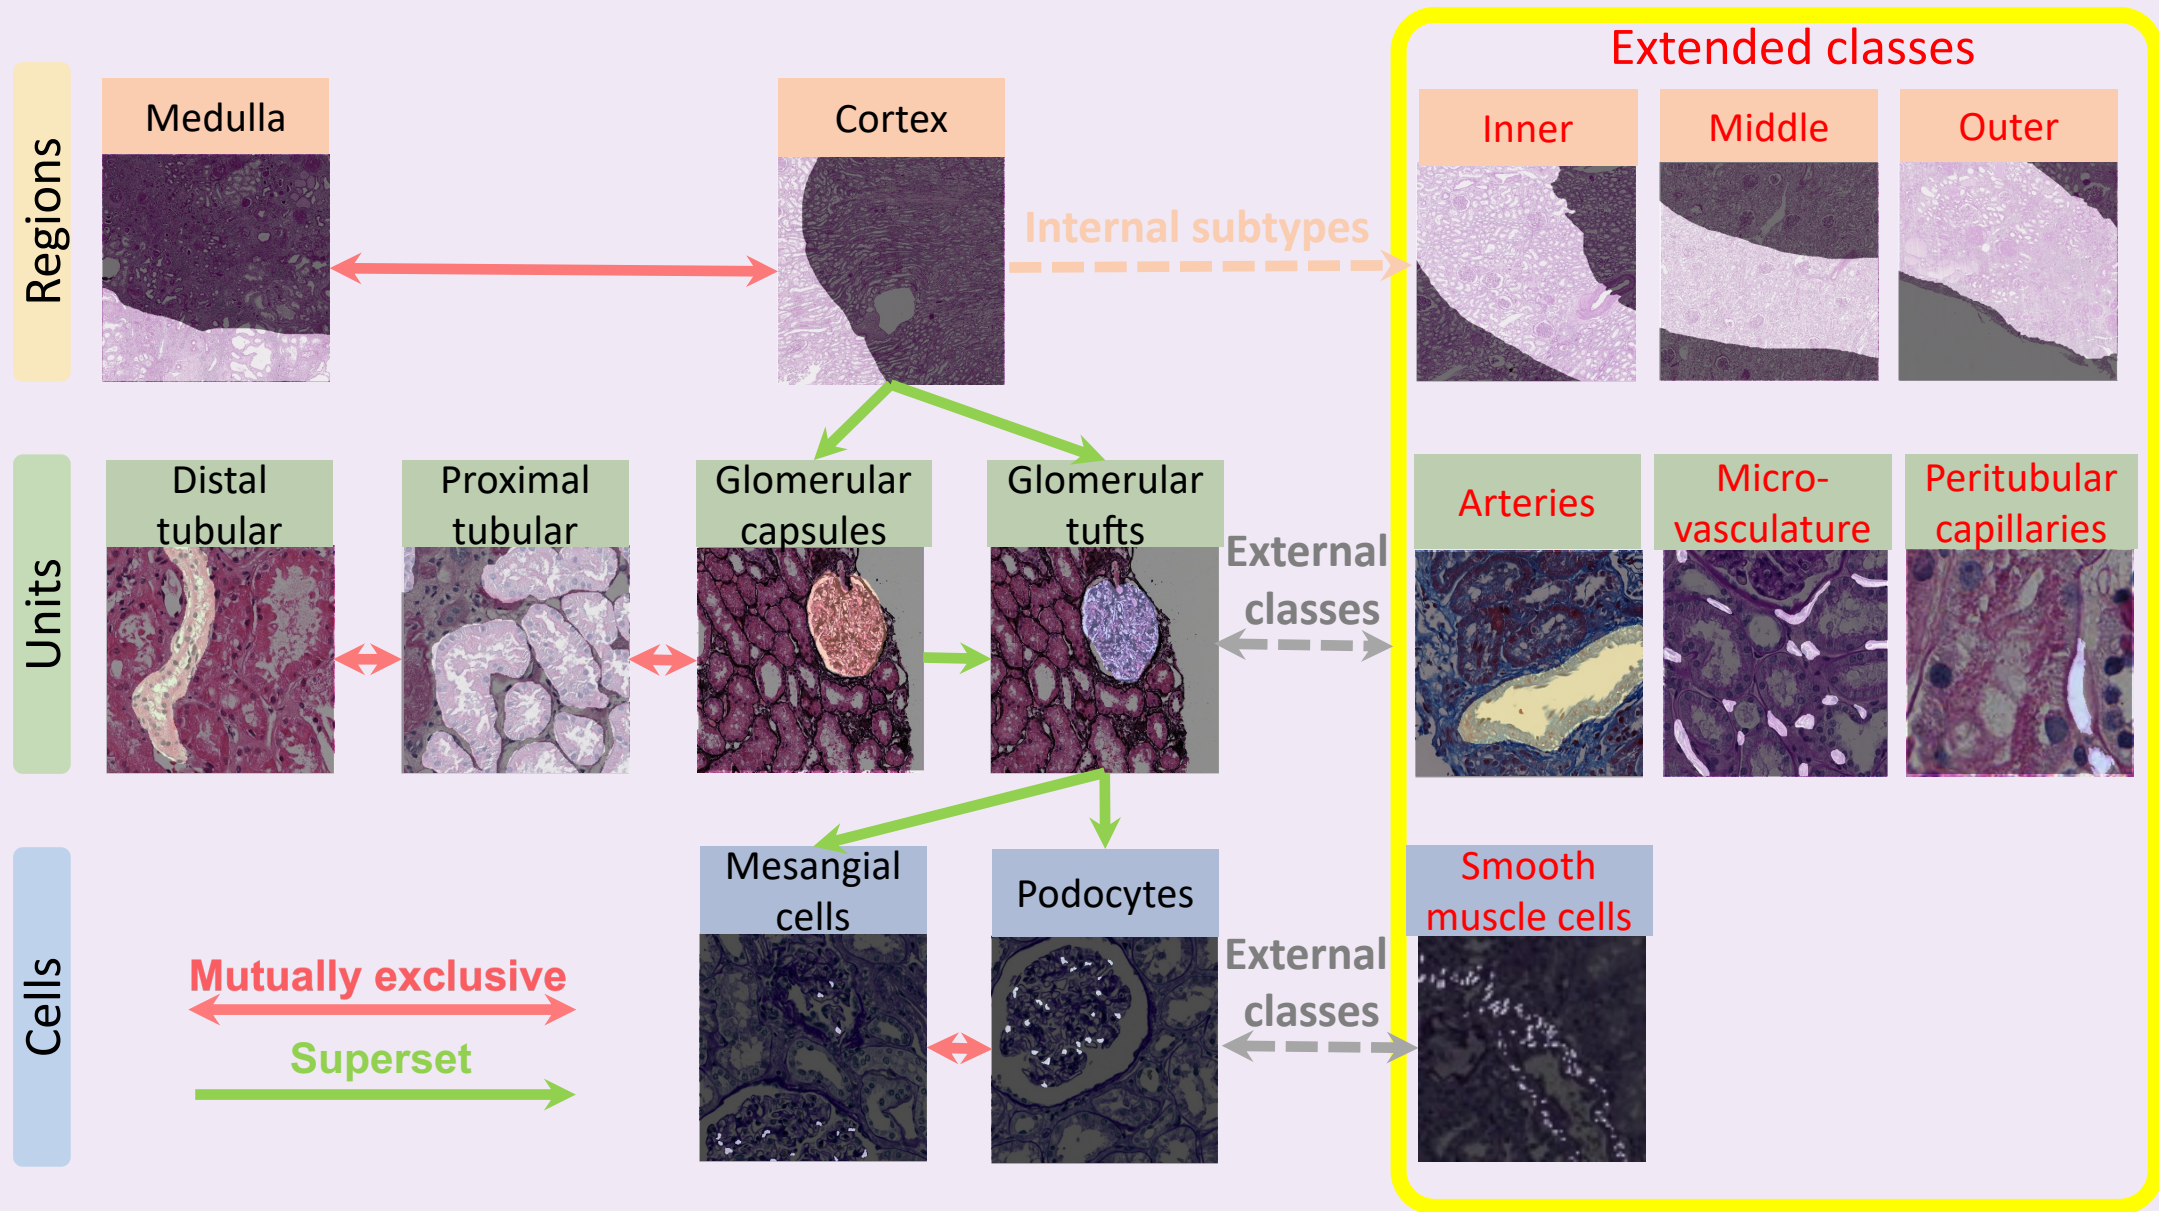 Extended classes
Regions
Medulla
Cortex
Internal subtypes
Inner
Middle
Outer
Units
Distal
tubular
Proximal
tubular
Glomerular
capsules
Glomerular
tufts
External
classes
Arteries
Micro-
vasculature
Peritubular
capillaries
Cells
Mutually exclusive
Superset
Mesangial
cells
Podocytes
External
classes
Smooth
muscle cells